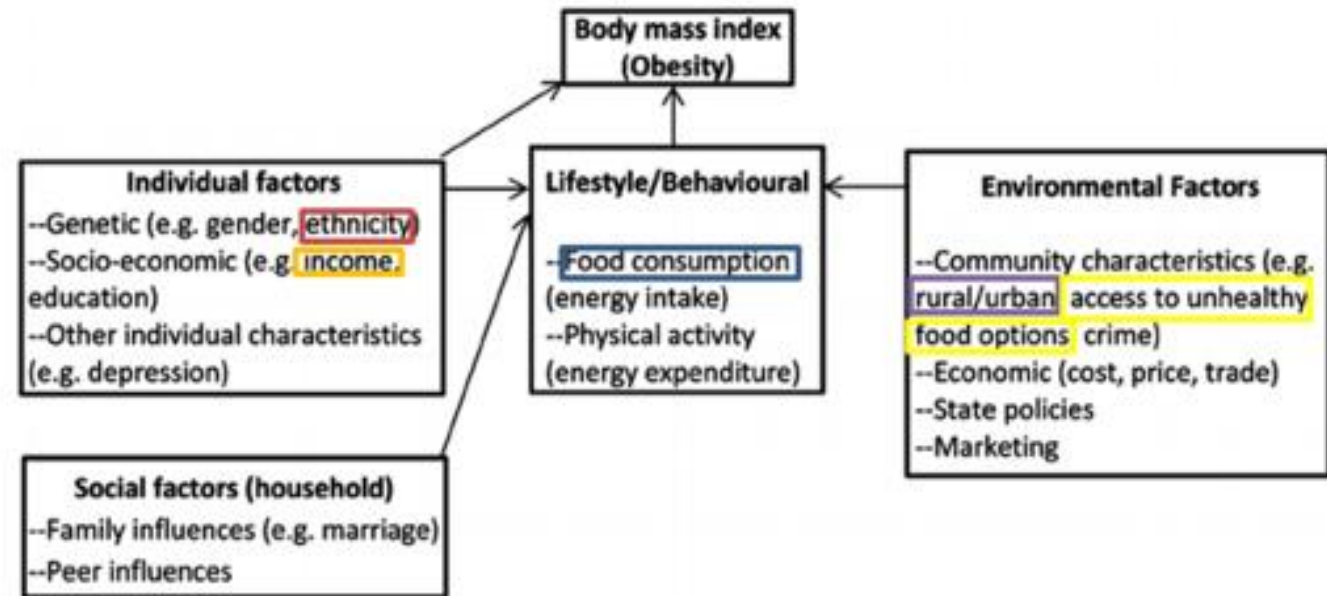 Body mass index
(Obesity)
Individual factors
--Genetic (e.g. gender, ethnicity)
--Socio-economic (e.g. income.
education)
--Other individual characteristics
(e.g. depression)
Lifestyle/Behavioural
--Food consumption
(energy intake)
--Physical activity
(energy expenditure)
Environmental Factors
--Community characteristics (e.g.
rural/urban access to unhealthy
food options crime)
--Economic (cost, price, trade)
--State policies
--Marketing
Social factors (household)
--Family influences (e.g. marriage)
--Peer influences